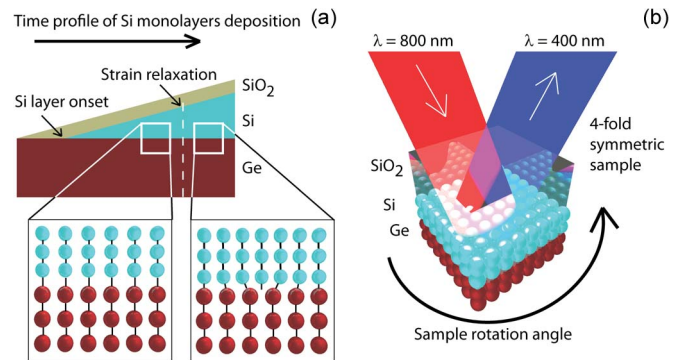 Time profile of Si monolayers deposition
(a)
Strain relaxation
Si layer onset
SiO2
Si
Ge
(b)
λ = 800 nm
λ = 400 nm
4-fold
symmetric
sample
SiO2
Si
Ge
Sample rotation angle